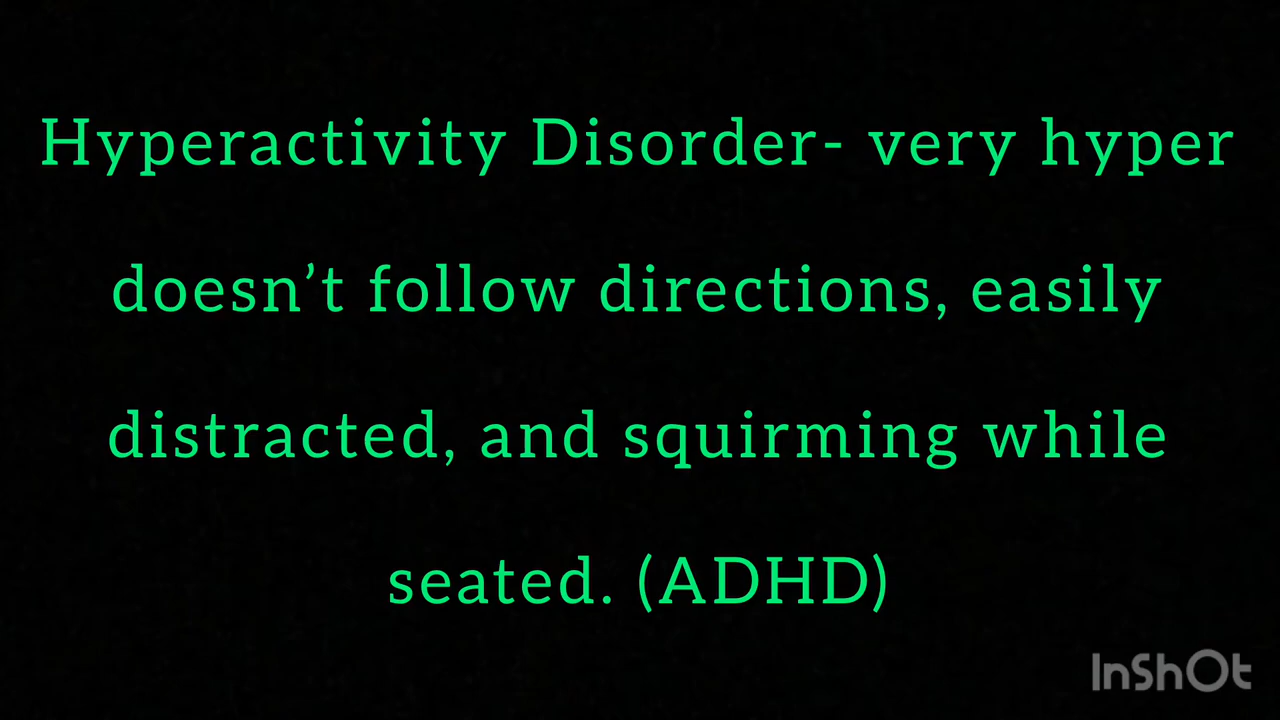 Hyperactivity Disorder- very hyper
doesn’t follow directions, easily
distracted, and squirming while
seated. (ADHD)
InShOt